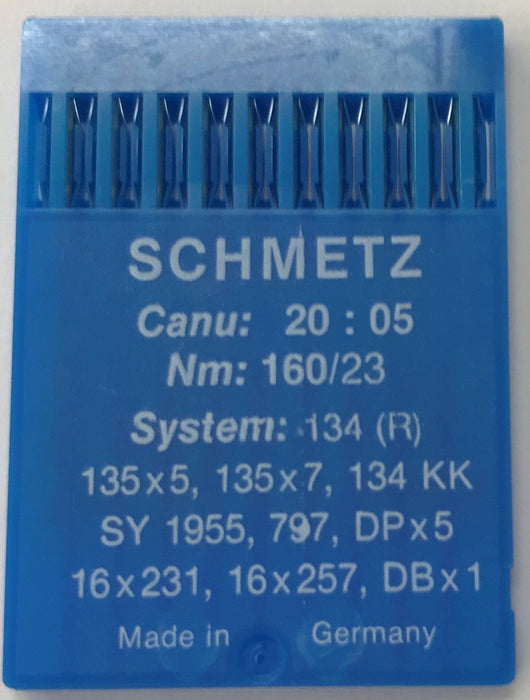 SCHMETZ
Canu: 20 : 05
Nm: 160/23
System: 134 (R)
135x5, 135x7, 134 KK
SY 1955, 797, DPx5
16x231, 16x257, DBx1
Made in Germany